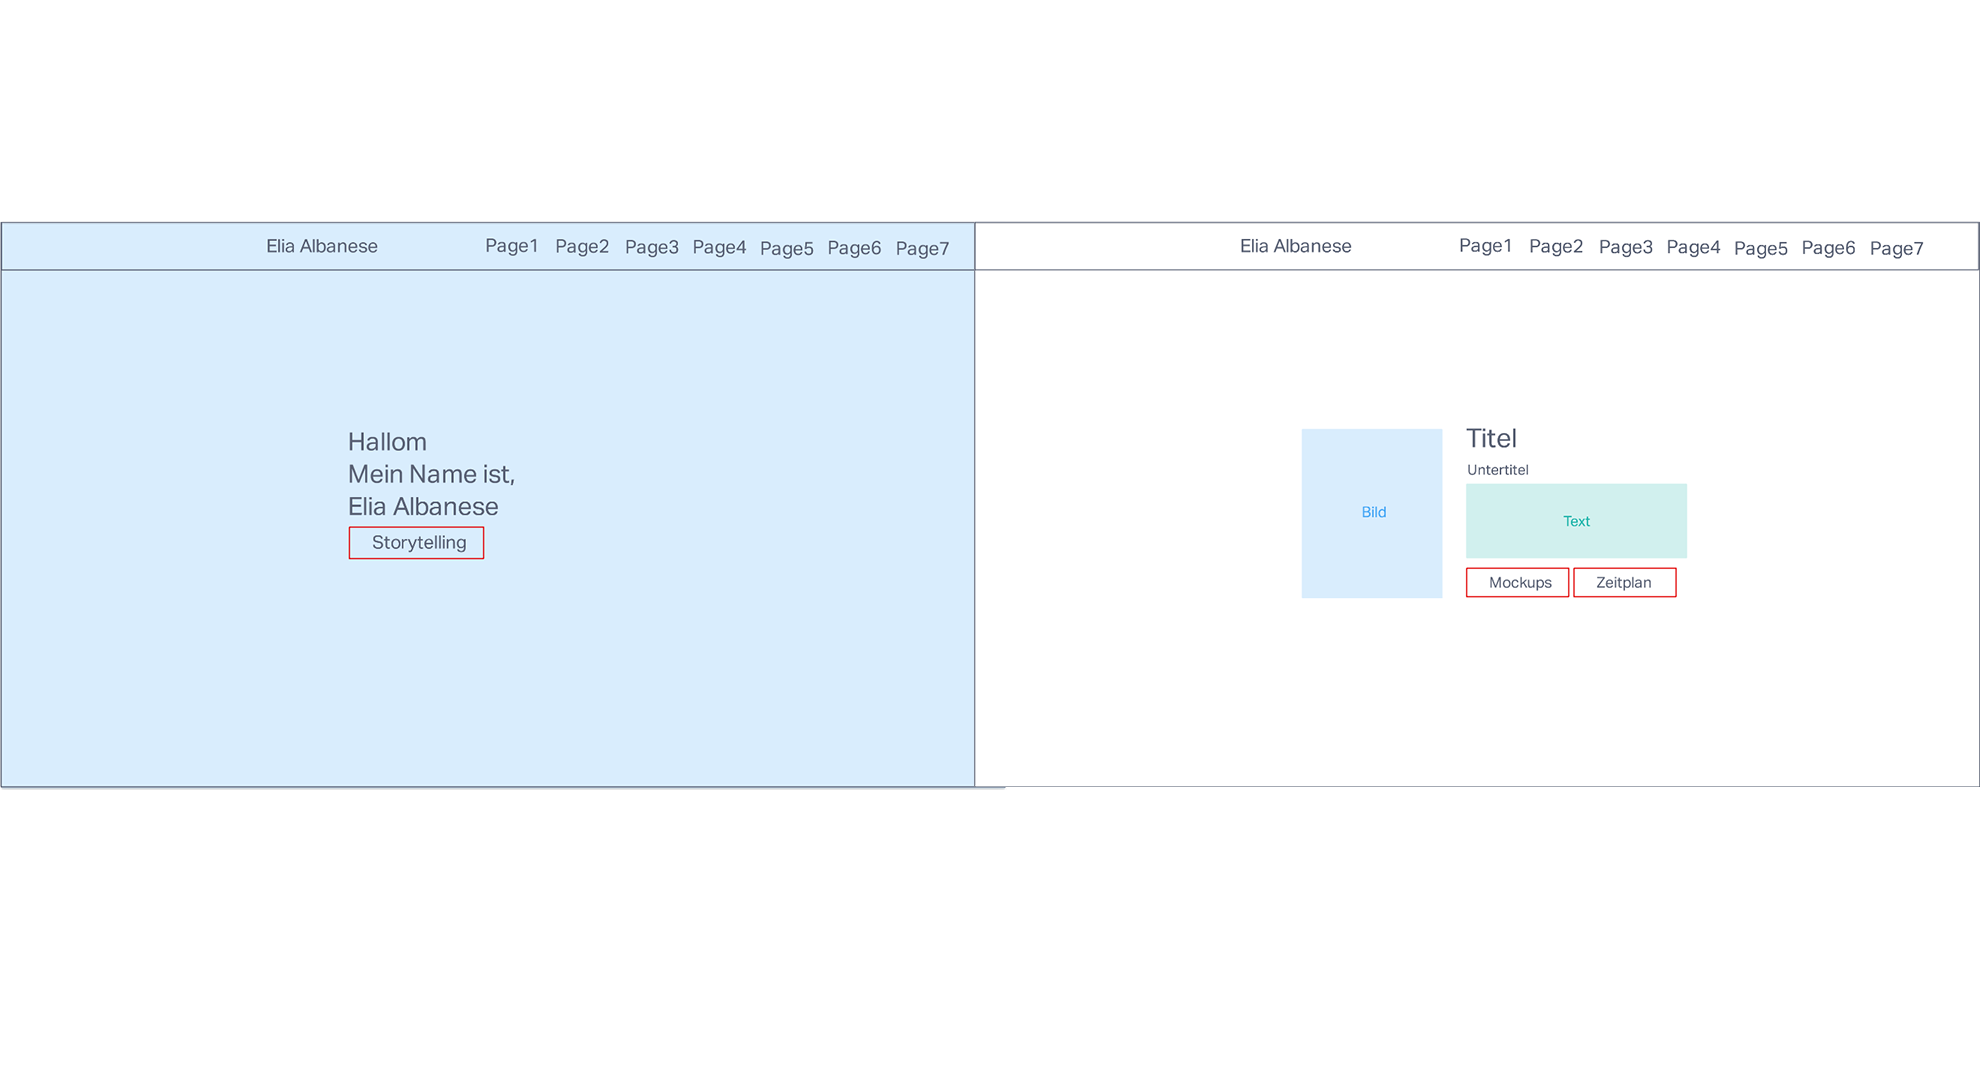 Elia Albanese Page1 Page2 Page3 Page4 Page5 Page6 Page7
Hallom
Mein Name ist,
Elia Albanese
Storytelling
Elia Albanese Page1 Page2 Page3 Page4 Page5 Page6 Page7
Bild
Titel
Untertitel
Text
Mockups Zeitplan